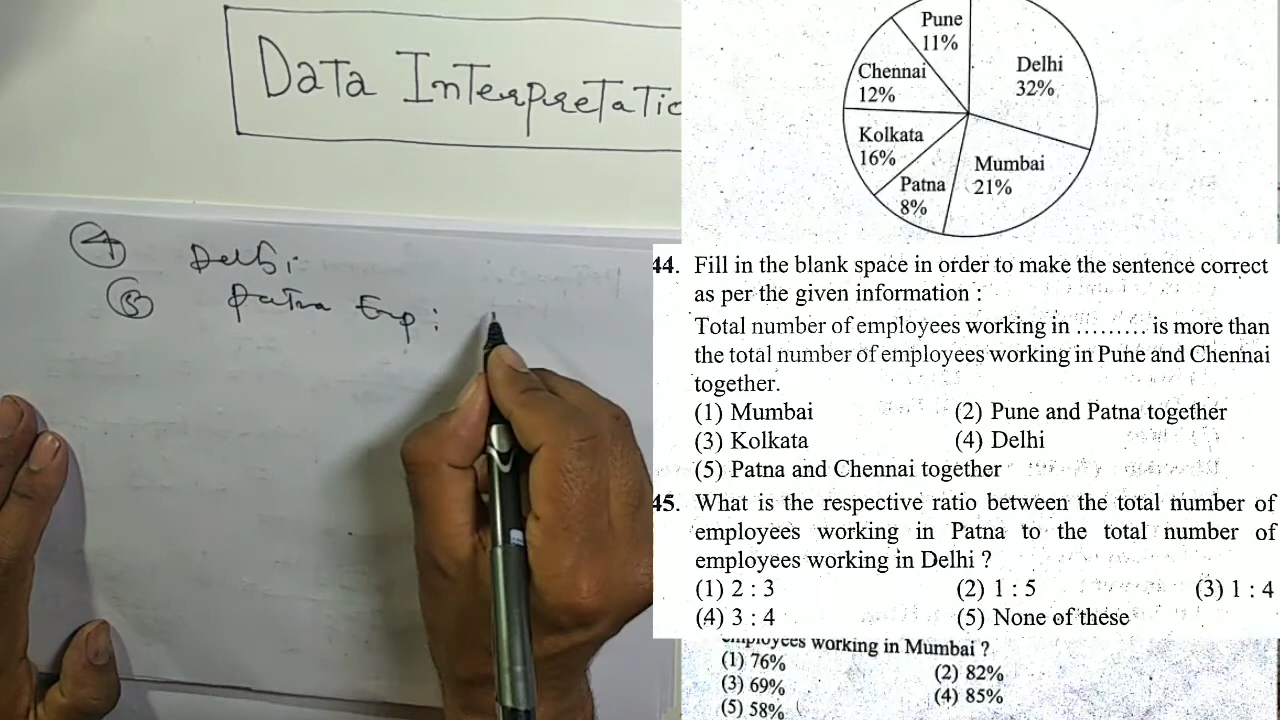 Data Interpretatio
4 Delhi
5 Patna Emp :
Pune
11%
Delhi
32%
Chennai
12%
Kolkata
16%
Mumbai
21%
Patna
8%
44. Fill in the blank space in order to make the sentence correct
as per the given information :
Total number of employees working in ......... is more than
the total number of employees working in Pune and Chennai
together.
(1) Mumbai (2) Pune and Patna together
(3) Kolkata (4) Delhi
(5) Patna and Chennai together
45. What is the respective ratio between the total number of
employees working in Patna to the total number of
employees working in Delhi ?
(1) 2 : 3 (2) 1 : 5 (3) 1 : 4
(4) 3 : 4 (5) None of these
employees working in Mumbai ?
(1) 76% (2) 82%
(3) 69% (4) 85%
(5) 58%